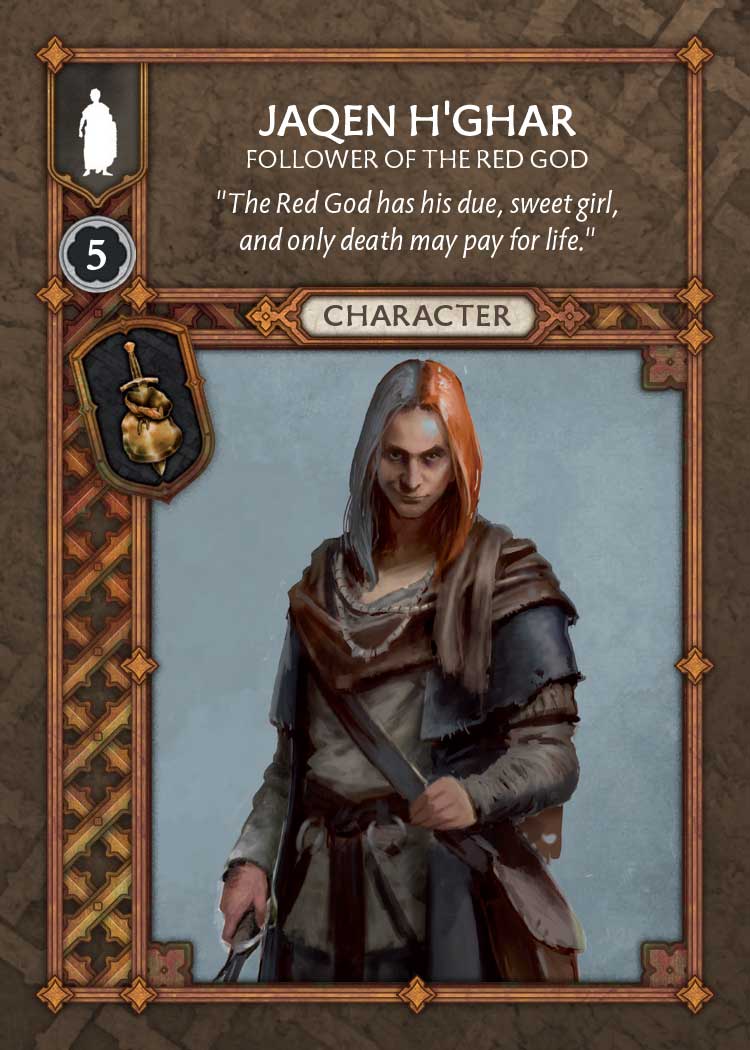 JAQEN H'GHAR
FOLLOWER OF THE RED GOD
"The Red God has his due, sweet girl,
and only death may pay for life."
5
CHARACTER